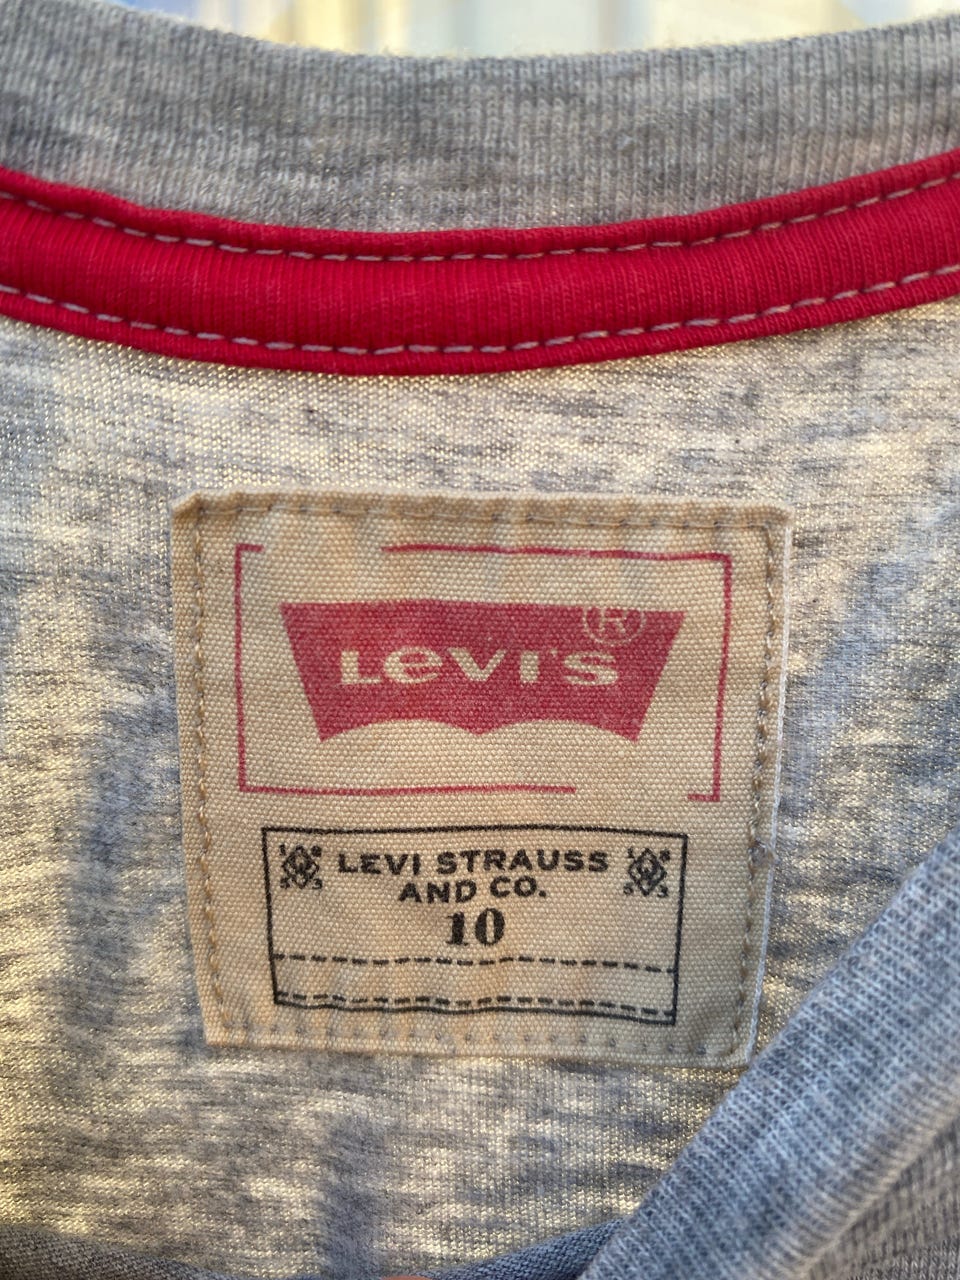 LEVI'S®
LEVI STRAUSS
AND CO.
10